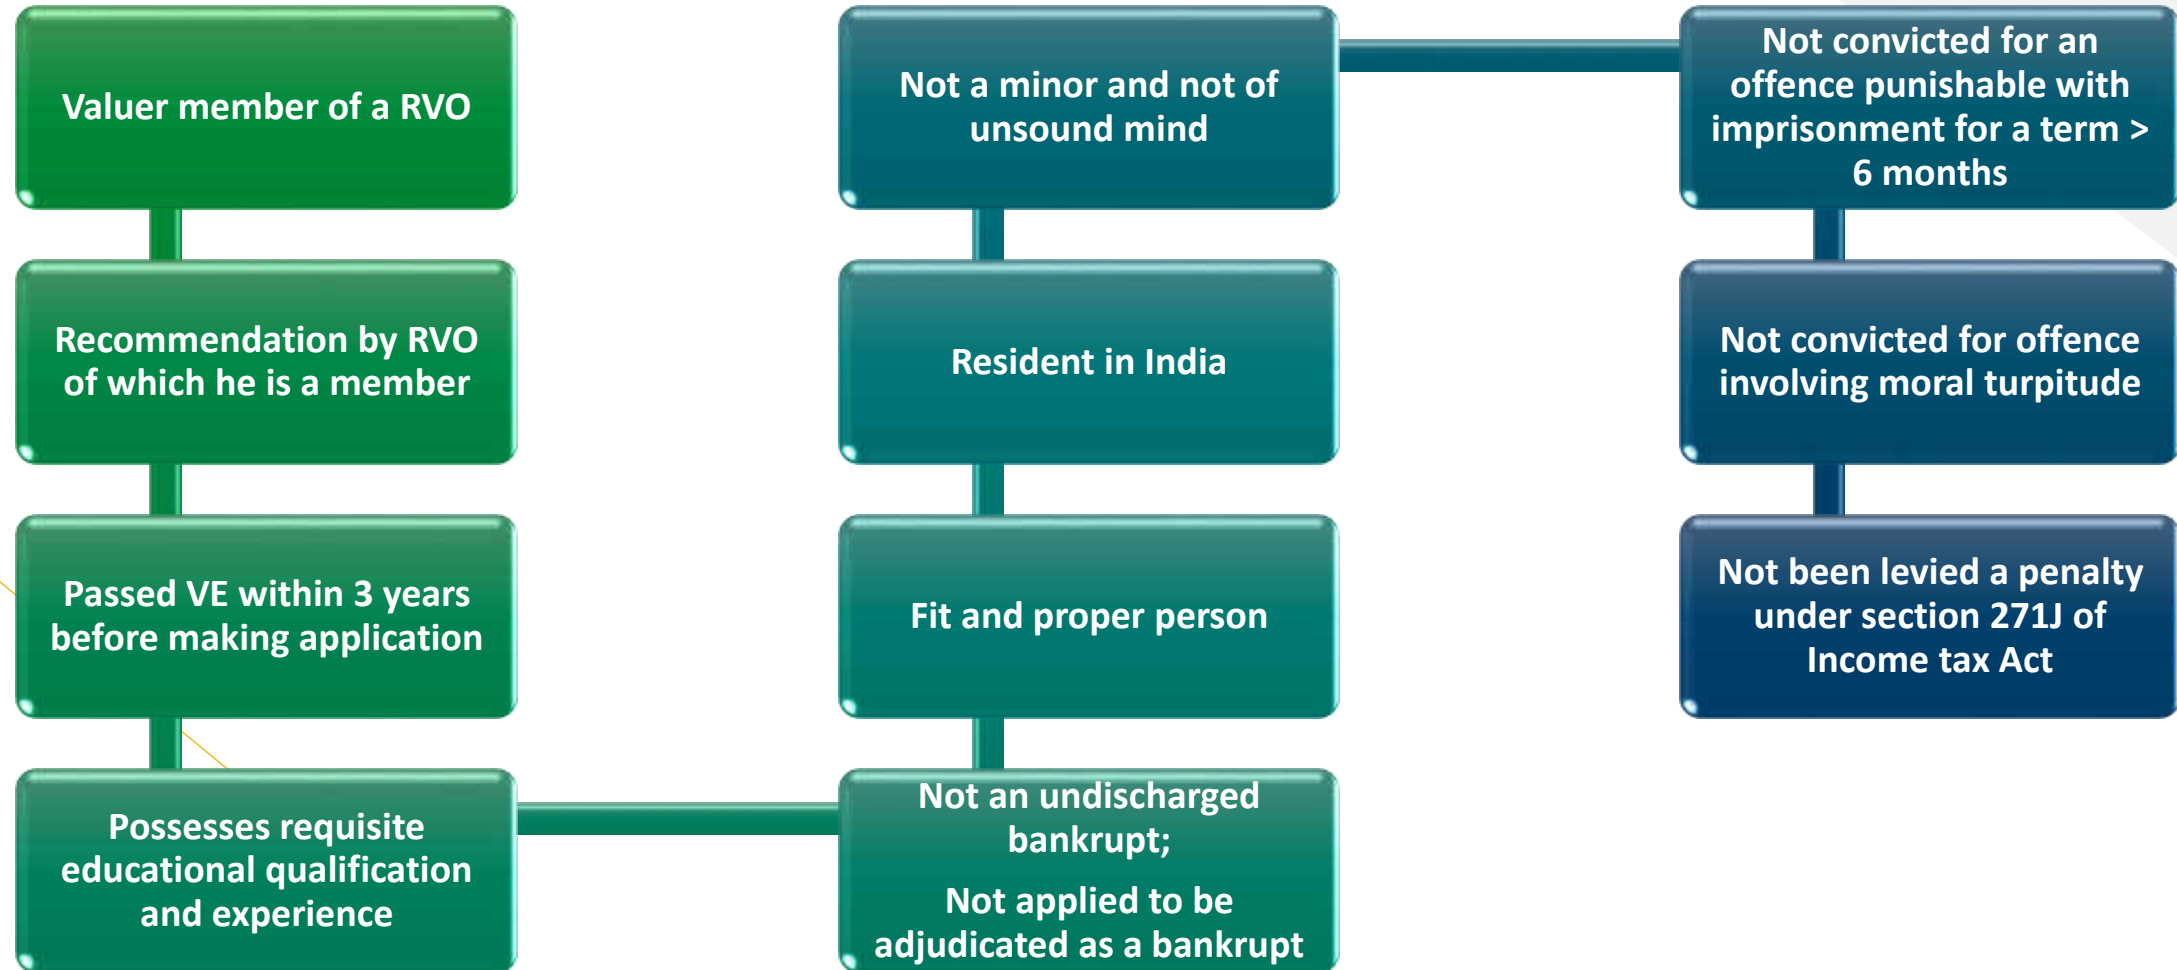 Valuer member of a RVO
Recommendation by RVO
of which he is a member
Passed VE within 3 years
before making application
Possesses requisite
educational qualification
and experience
Not an undischarged
bankrupt;
Not applied to be
adjudicated as a bankrupt
Fit and proper person
Resident in India
Not a minor and not of
unsound mind
Not convicted for an
offence punishable with
imprisonment for a term >
6 months
Not convicted for offence
involving moral turpitude
Not been levied a penalty
under section 271J of
Income tax Act